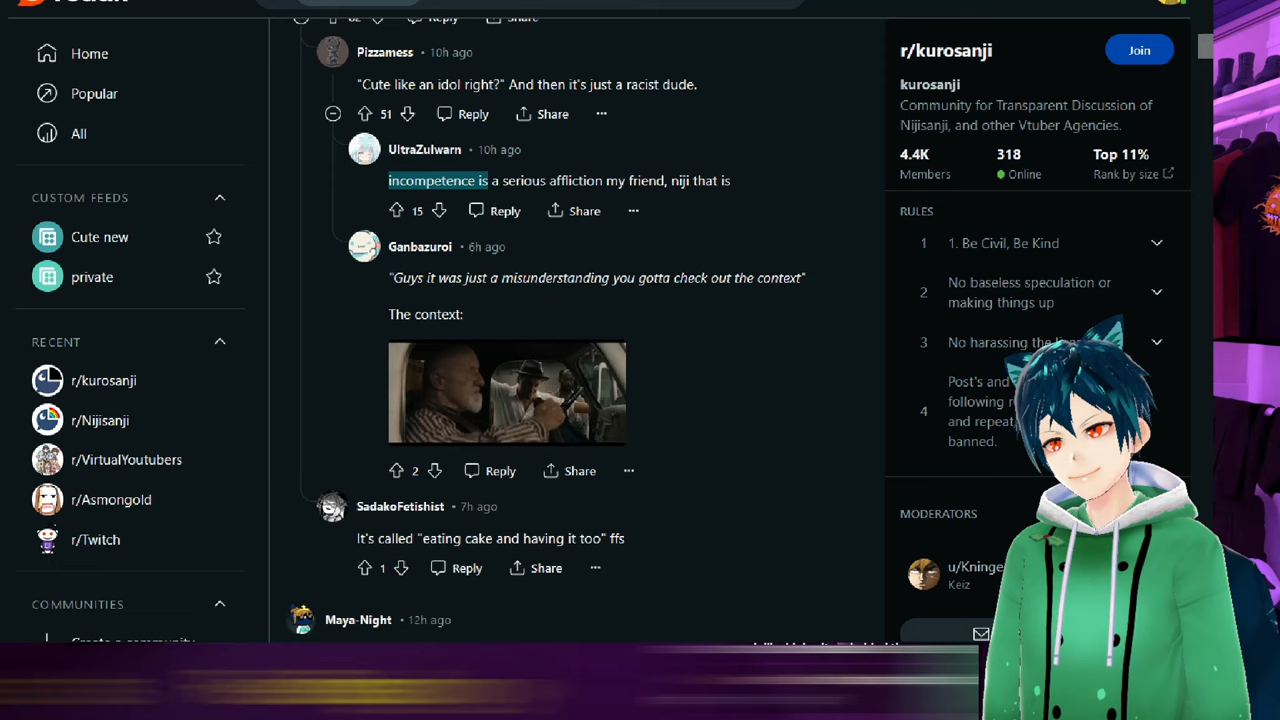 62 Reply Share
Pizzamess • 10h ago
"Cute like an idol right?" And then it's just a racist dude.
51 Reply Share
UltraZulwarn • 10h ago
incompetence is a serious affliction my friend, niji that is
15 Reply Share
Ganbazuroi • 6h ago
"Guys it was just a misunderstanding you gotta check out the context"
The context:
2 Reply Share
SadakoFetishist • 7h ago
It's called "eating cake and having it too" ffs
1 Reply Share
Maya-Night • 12h ago
Home
Popular
All
CUSTOM FEEDS
Cute new
private
RECENT
r/kurosanji
r/Nijisanji
r/VirtualYoutubers
r/Asmongold
r/Twitch
COMMUNITIES
Create a community
r/kurosanji
Join
kurosanji
Community for Transparent Discussion of
Nijisanji, and other Vtuber Agencies.
4.4K 318 Top 11%
Members Online Rank by size
RULES
1 1. Be Civil, Be Kind
No baseless speculation or
2
making things up
3 No harassing the
Post's and
following
4
and repeat
banned.
MODERATORS
u/Kninge
Keiz